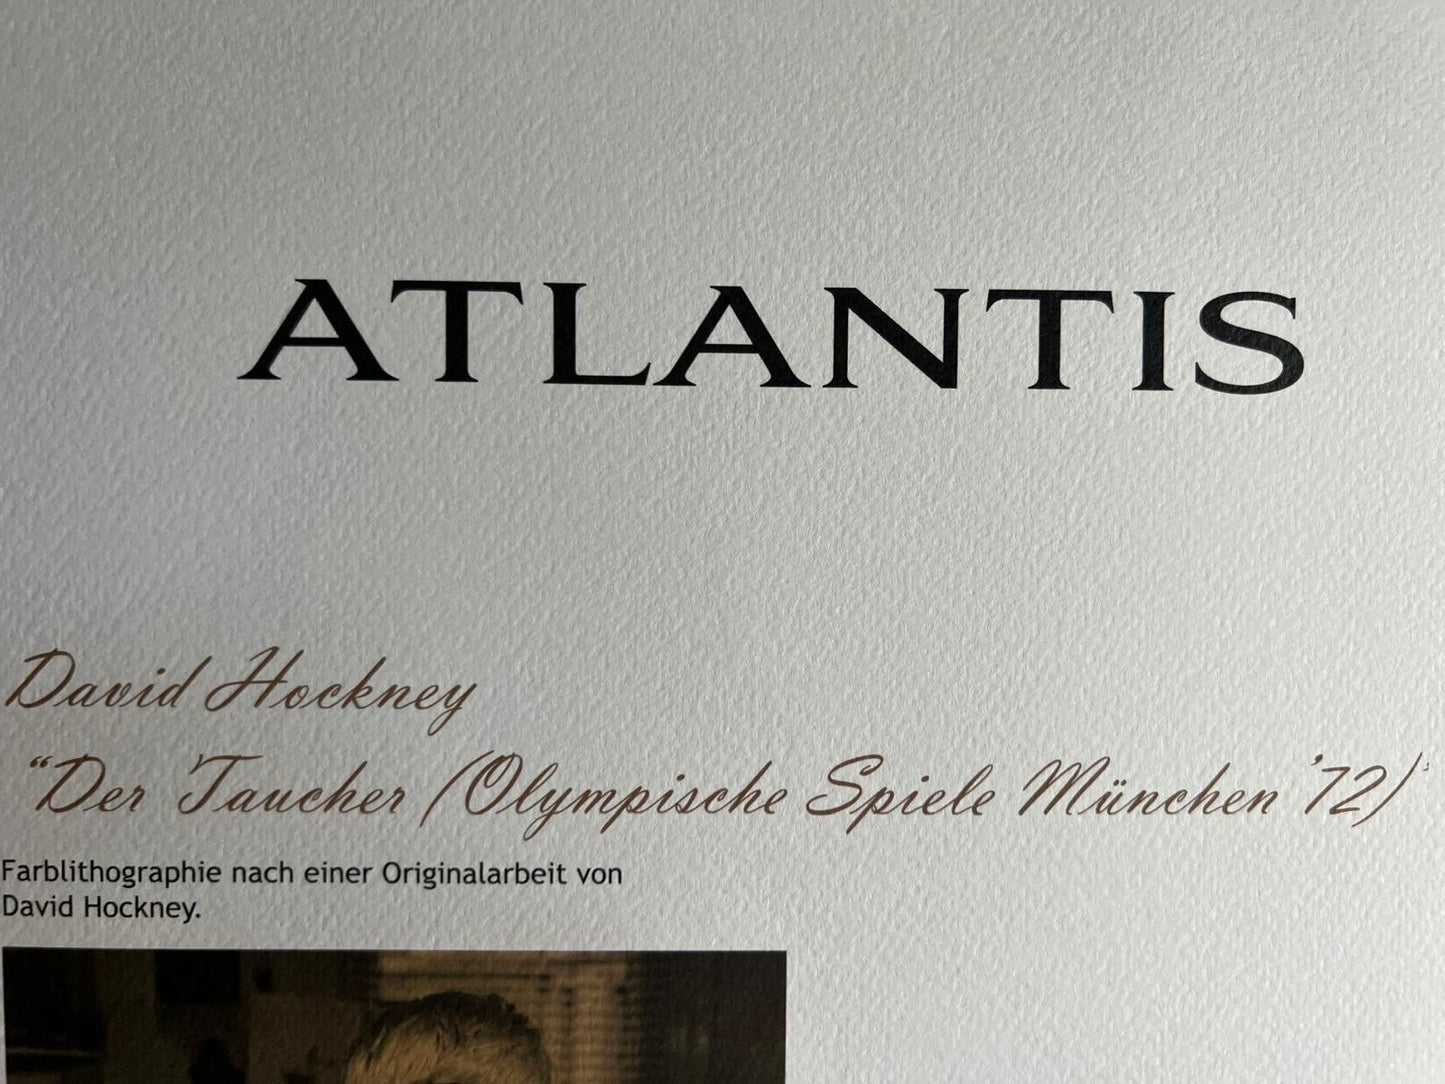 ATLANTIS
David Hockney
“Der Taucher (Olympische Spiele München '72)"
Farblithographie nach einer Originalarbeit von
David Hockney.